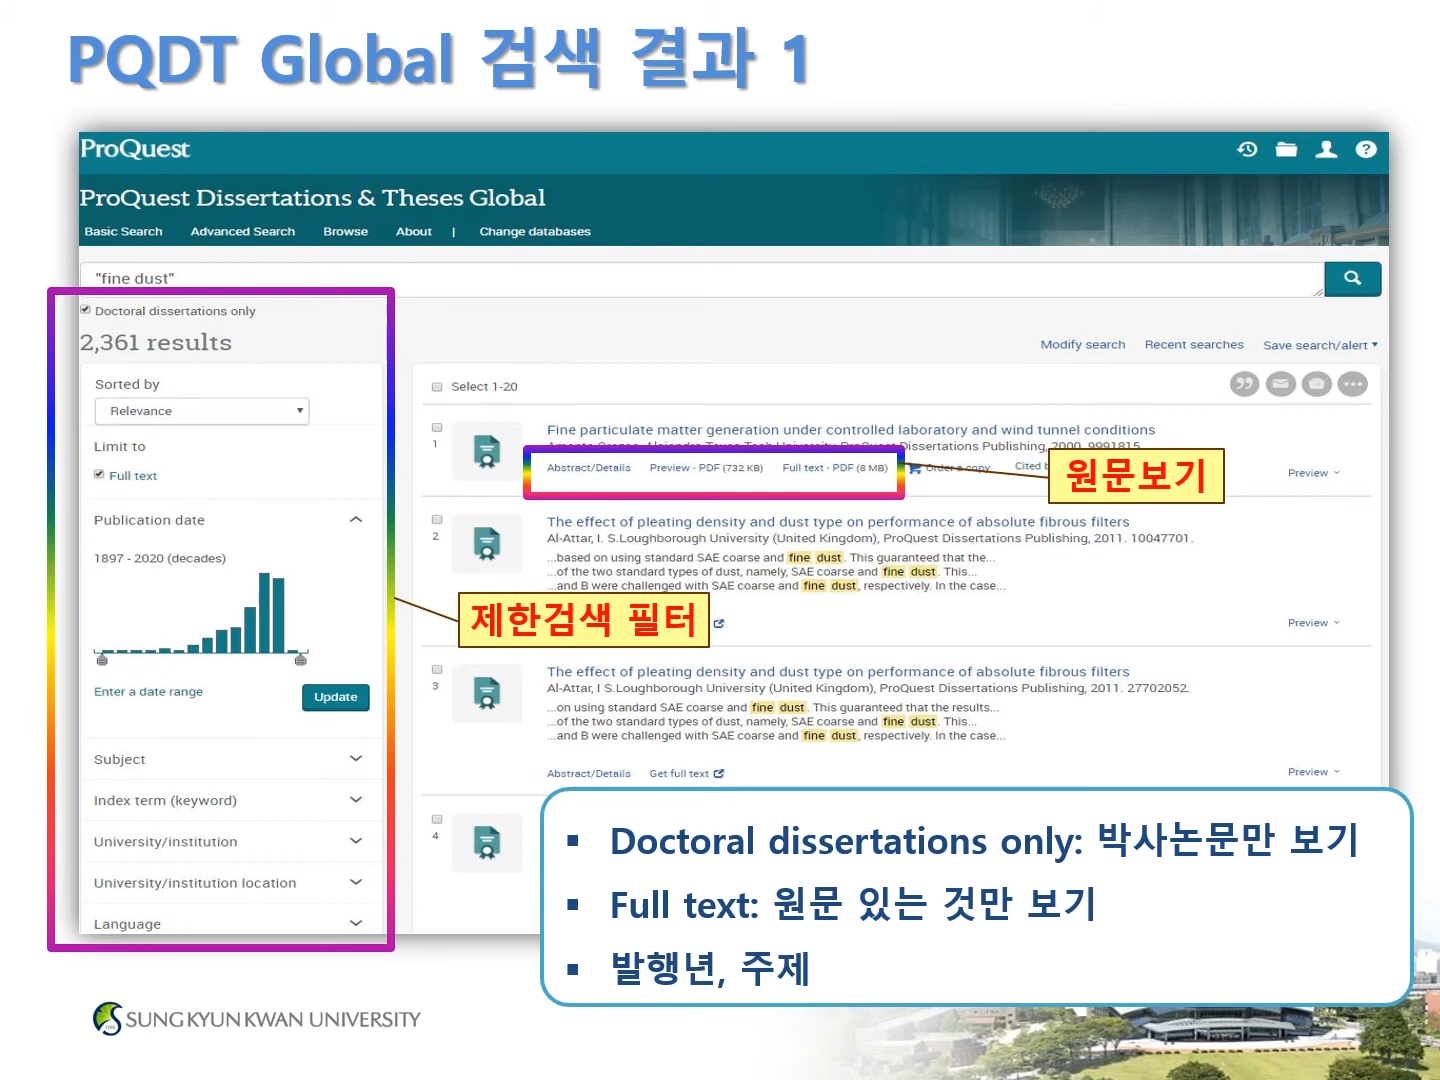 PQDT Global 검색 결과 1
ProQuest
ProQuest Dissertations & Theses Global
Basic Search Advanced Search Browse About | Change databases
"fine dust"
Doctoral dissertations only
2,361 results
Modify search Recent searches Save search/alert
Sorted by
Relevance
Limit to
Full text
Publication date
1897 - 2020 (decades)
Enter a date range
Update
Subject
Index term (keyword)
University/institution
University/institution location
Language
Select 1-20
1
Fine particulate matter generation under controlled laboratory and wind tunnel conditions
Dissertations Publishing, 2000. 9991815.
Abstract/Details Preview - PDF (732 KB) Full text - PDF (8 MB) Order a copy Cited
Preview
원문보기
2
The effect of pleating density and dust type on performance of absolute fibrous filters
Al-Attar, I. S.Loughborough University (United Kingdom), ProQuest Dissertations Publishing, 2011. 10047701.
...based on using standard SAE coarse and fine dust. This guaranteed that the...
...of the two standard types of dust, namely, SAE coarse and fine dust. This...
...and B were challenged with SAE coarse and fine dust, respectively. In the case...
Preview
제한검색 필터
3
The effect of pleating density and dust type on performance of absolute fibrous filters
Al-Attar, I S.Loughborough University (United Kingdom), ProQuest Dissertations Publishing, 2011. 27702052.
...on using standard SAE coarse and fine dust. This guaranteed that the results...
...of the two standard types of dust, namely, SAE coarse and fine dust. This...
...and B were challenged with SAE coarse and fine dust, respectively. In the case...
Abstract/Details Get full text
Preview
4
▪ Doctoral dissertations only: 박사논문만 보기
▪ Full text: 원문 있는 것만 보기
▪ 발행년, 주제
SUNG KYUN KWAN UNIVERSITY